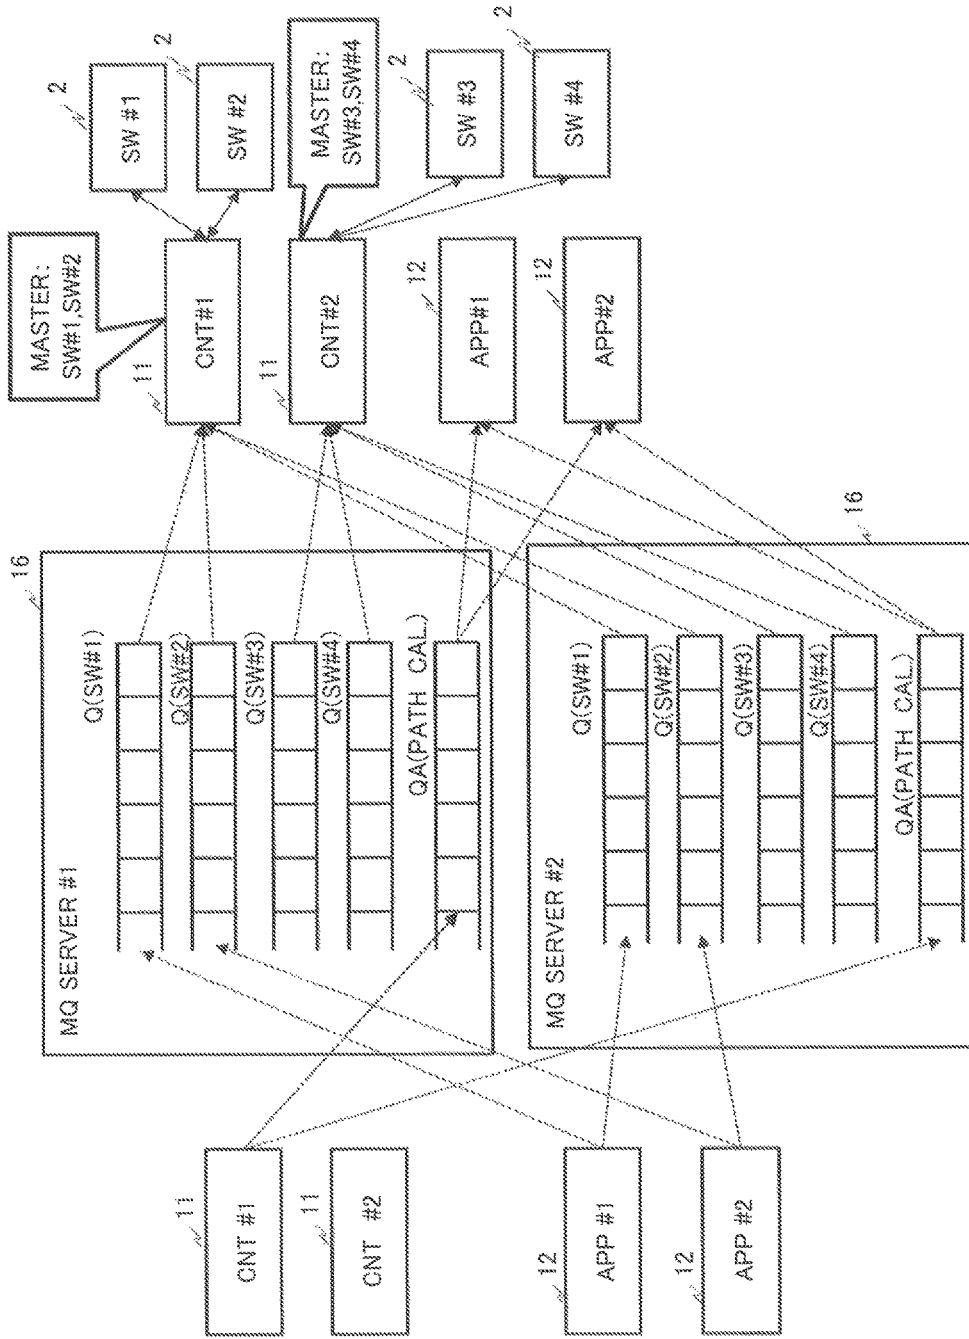 CNT #1
11
CNT #2
11
APP #1
12
APP #2
12
MQ SERVER #1
16
Q(SW#1)
Q(SW#2)
Q(SW#3)
Q(SW#4)
QA(PATH CAL.)
MQ SERVER #2
16
Q(SW#1)
Q(SW#2)
Q(SW#3)
Q(SW#4)
QA(PATH CAL.)
MASTER:
SW#1,SW#2
11
CNT#1
11
CNT#2
12
APP#1
12
APP#2
MASTER:
SW#3,SW#4
2
SW #1
2
SW #2
2
SW #3
2
SW #4